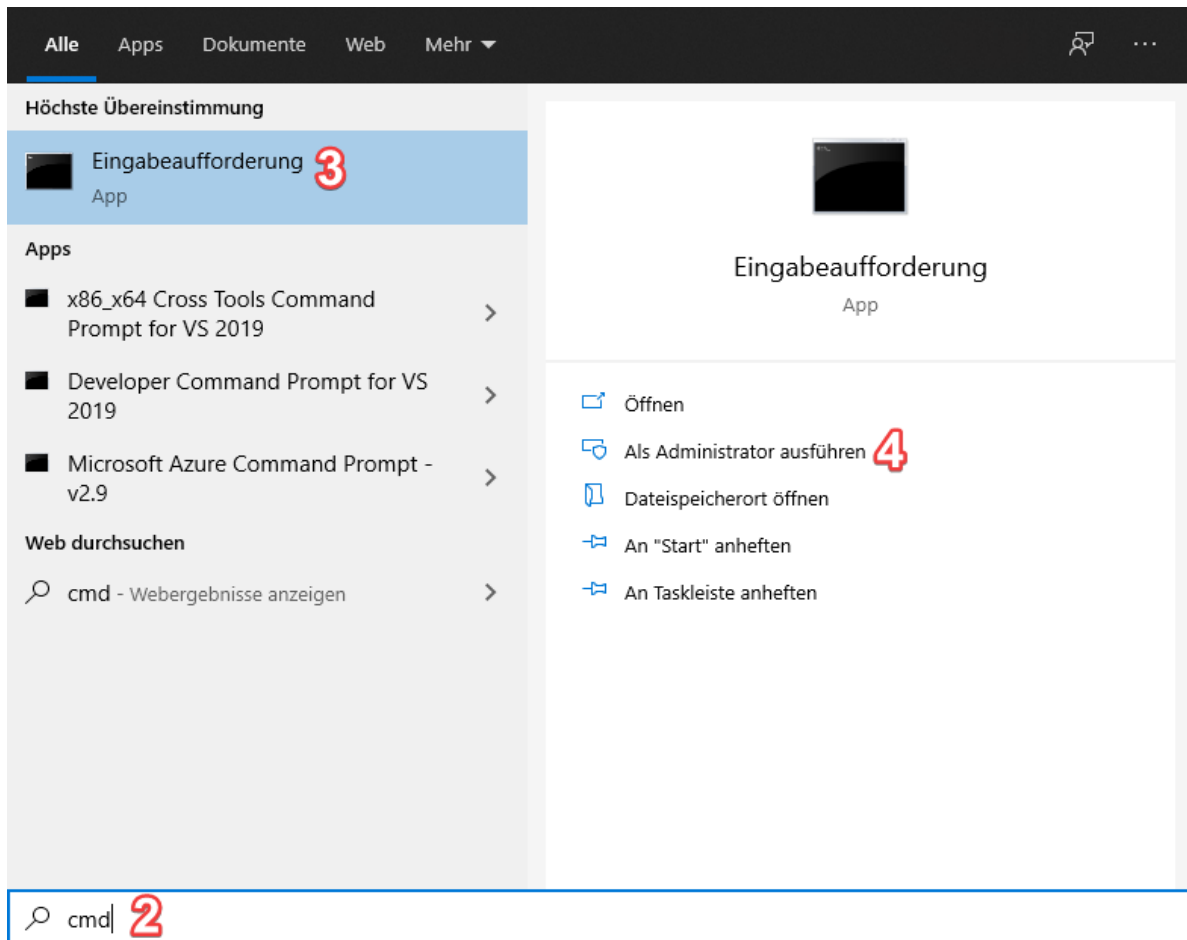 Alle Apps Dokumente Web Mehr
Höchste Übereinstimmung
Eingabeaufforderung 3
App
Apps
x86_x64 Cross Tools Command
Prompt for VS 2019
Developer Command Prompt for VS
2019
Microsoft Azure Command Prompt -
v2.9
Web durchsuchen
cmd - Webergebnisse anzeigen
Eingabeaufforderung
App
Öffnen
Als Administrator ausführen 4
Dateispeicherort öffnen
An "Start" anheften
An Taskleiste anheften
cmd 2